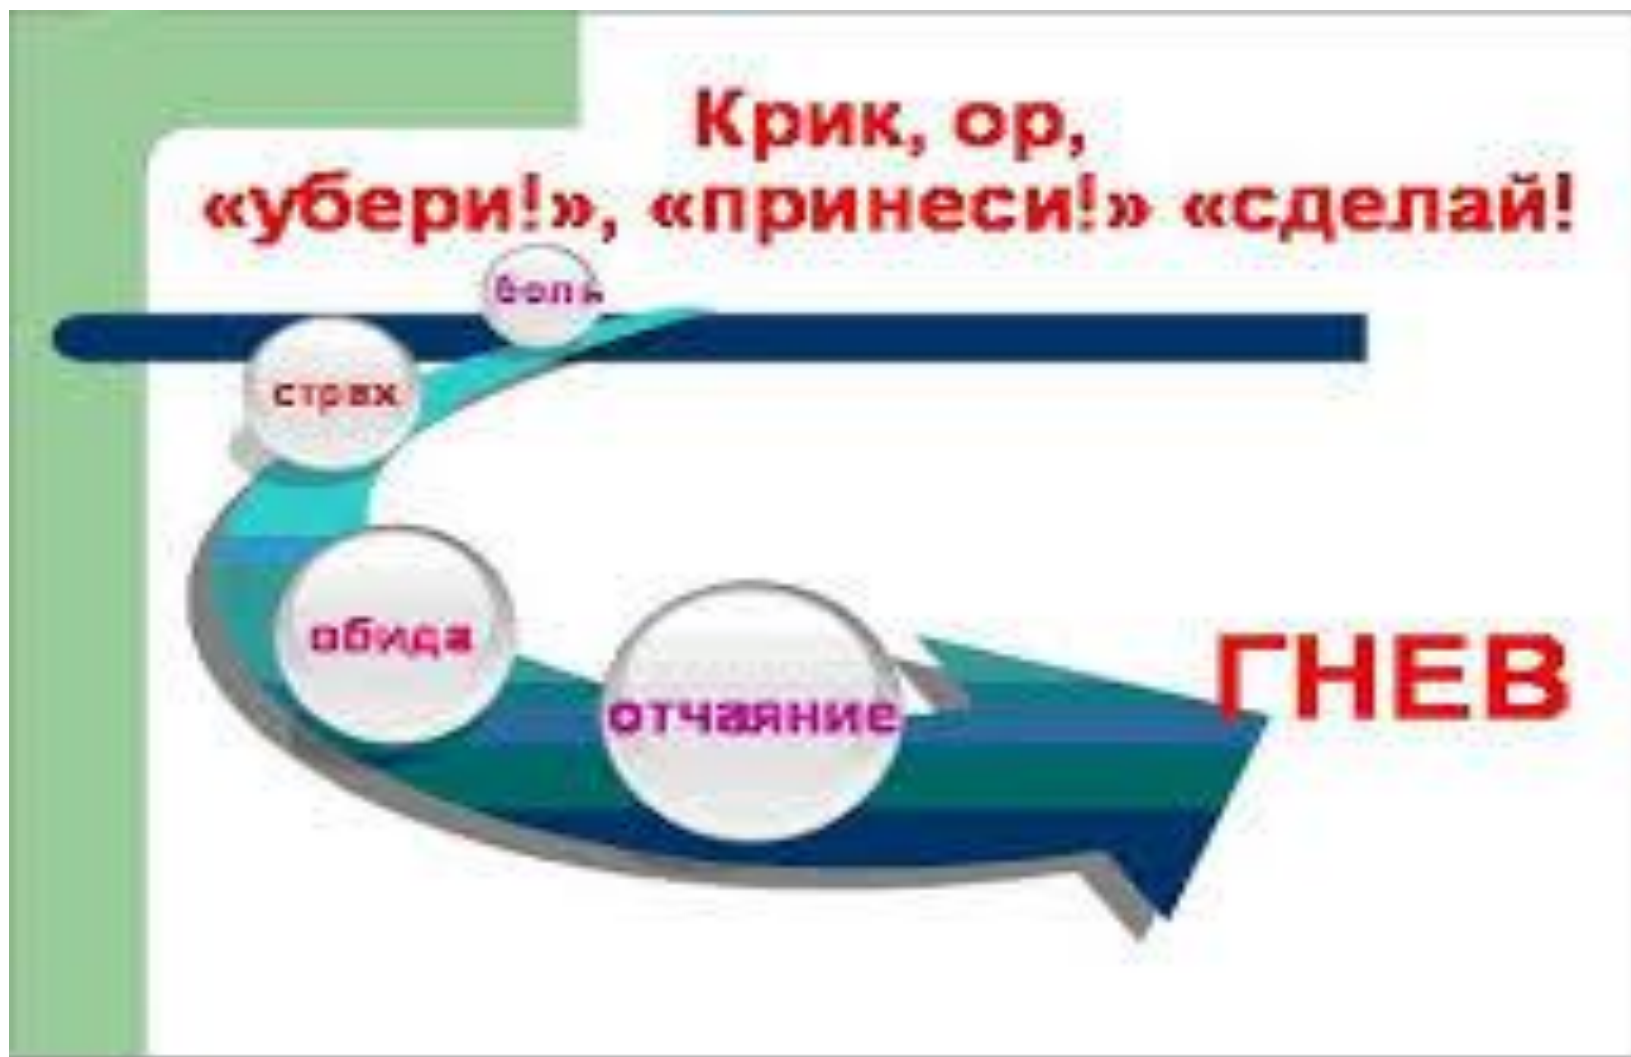 Крик, ор,
«убери!», «принеси!» «сделай!
боль
страх
обида
отчаяние
ГНЕВ